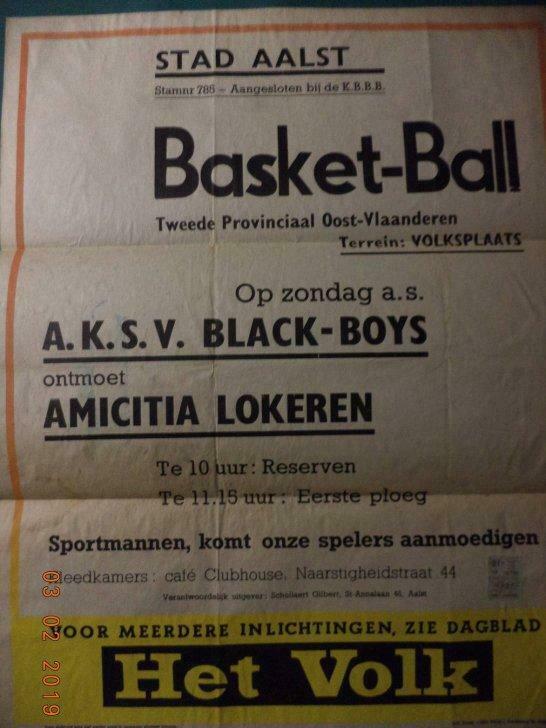 STAD AALST
Stamnr 785 – Aangesloten bij de K.B.B.B.
Basket-Ball
Tweede Provinciaal Oost-Vlaanderen
Terrein: VOLKSPLAATS
Op zondag a.s.
A.K.S.V. BLACK-BOYS
ontmoet
AMICITIA LOKEREN
Te 10 uur: Reserven
Te 11.15 uur: Eerste ploeg
Sportmannen, komt onze spelers aanmoedigen
Kleedkamers: café Clubhouse, Naarstigheidstraat 44
Verantwoordelijk uitgever: Schollaert Gilbert, St-Annalaan 46, Aalst
VOOR MEERDERE INLICHTINGEN, ZIE DAGBLAD
Het Volk
03 02 2019